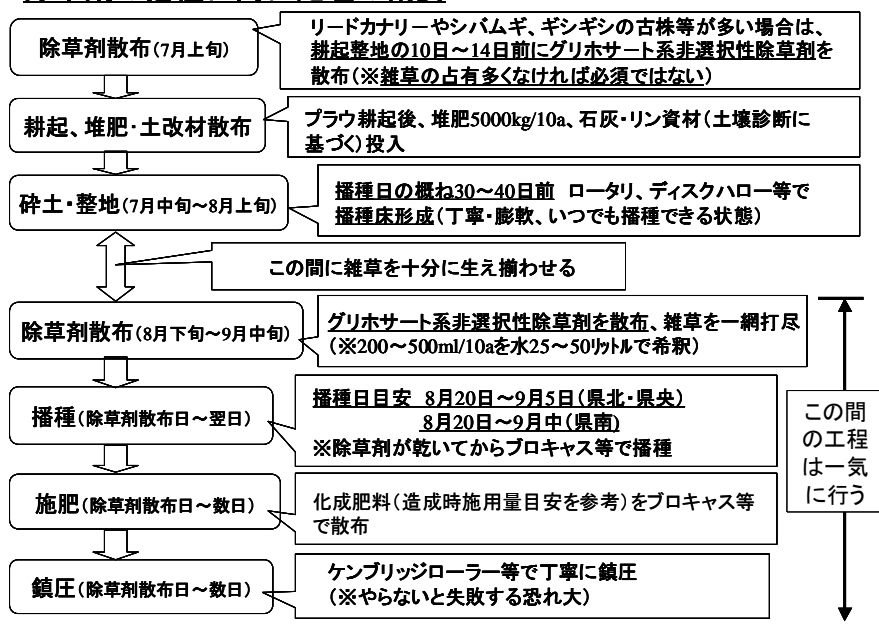 除草剤散布(7月上旬)
リードカナリーやシバムギ、ギシギシの古株等が多い場合は、
耕起整地の10日～14日前にグリホサート系非選択性除草剤を
散布(※雑草の占有多くなければ必須ではない)
耕起、堆肥・土改材散布
プラウ耕起後、堆肥5000kg/10a、石灰・リン資材(土壌診断に
基づく)投入
砕土・整地(7月中旬～8月上旬)
播種日の概ね30～40日前　ロータリ、ディスクハロー等で
播種床形成(丁寧・膨軟、いつでも播種できる状態)
この間に雑草を十分に生え揃わせる
除草剤散布(8月下旬～9月中旬)
グリホサート系非選択性除草剤を散布、雑草を一網打尽
(※200～500ml/10aを水25～50リットルで希釈)
播種(除草剤散布日～翌日)
播種日目安　8月20日～9月5日(県北・県央)
8月20日～9月中(県南)
※除草剤が乾いてからブロキャス等で播種
施肥(除草剤散布日～数日)
化成肥料(造成時施用量目安を参考)をブロキャス等
で散布
鎮圧(除草剤散布日～数日)
ケンブリッジローラー等で丁寧に鎮圧
(※やらないと失敗する恐れ大)
この間
の工程
は一気
に行う